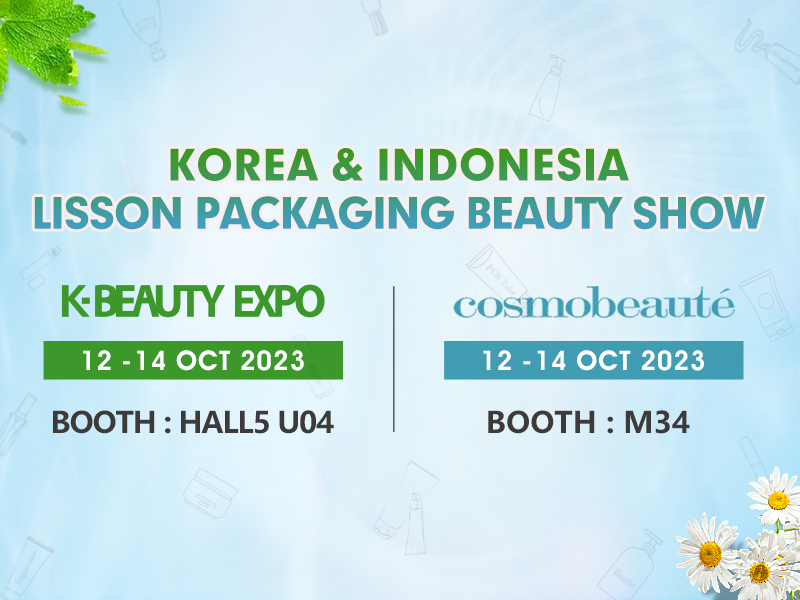 KOREA & INDONESIA
LISSON PACKAGING BEAUTY SHOW
K-BEAUTY EXPO
12 -14 OCT 2023
BOOTH : HALL5 U04
cosmobeauté
12 -14 OCT 2023
BOOTH : M34